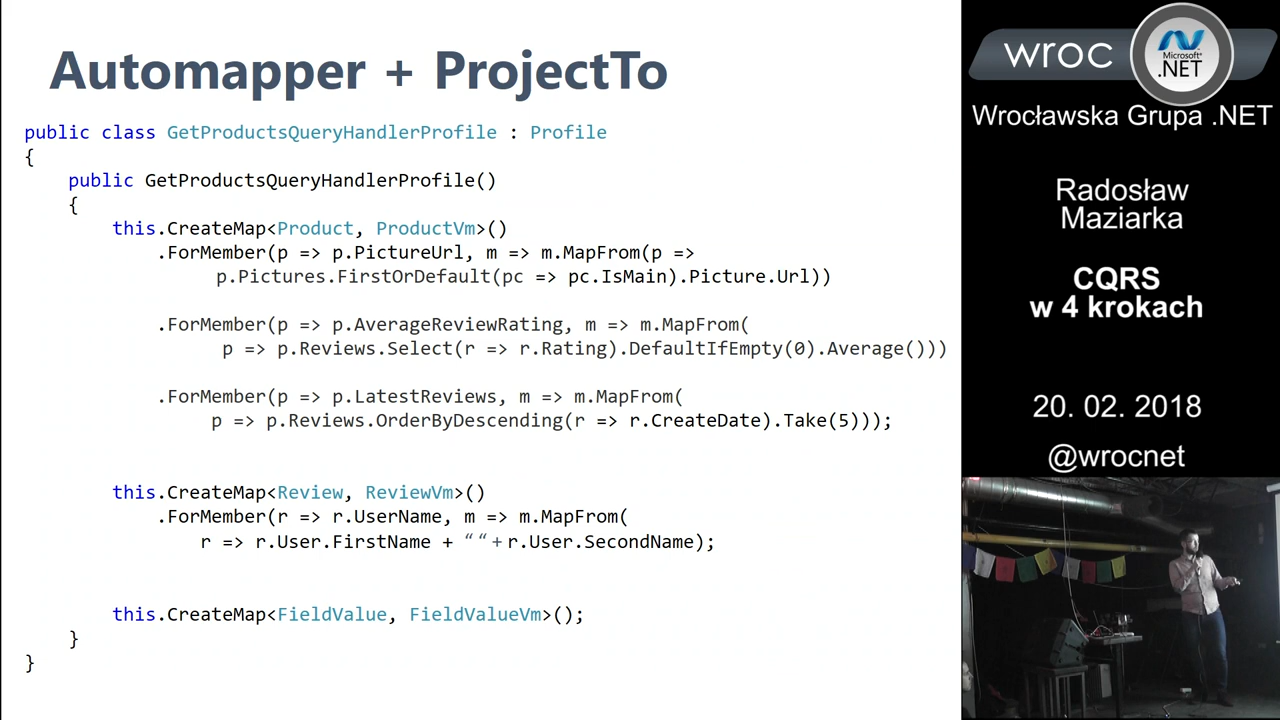 Automapper + ProjectTo
public class GetProductsQueryHandlerProfile : Profile
{
public GetProductsQueryHandlerProfile()
{
this.CreateMap<Product, ProductVm>()
.ForMember(p => p.PictureUrl, m => m.MapFrom(p =>
p.Pictures.FirstOrDefault(pc => pc.IsMain).Picture.Url))
.ForMember(p => p.AverageReviewRating, m => m.MapFrom(
p => p.Reviews.Select(r => r.Rating).DefaultIfEmpty(0).Average()))
.ForMember(p => p.LatestReviews, m => m.MapFrom(
p => p.Reviews.OrderByDescending(r => r.CreateDate).Take(5)));
this.CreateMap<Review, ReviewVm>()
.ForMember(r => r.UserName, m => m.MapFrom(
r => r.User.FirstName + “ “ + r.User.SecondName);
this.CreateMap<FieldValue, FieldValueVm>();
}
}
wroc
Microsoft®
.NET
Wrocławska Grupa .NET
Radosław
Maziarka
CQRS
w 4 krokach
20. 02. 2018
@wrocnet